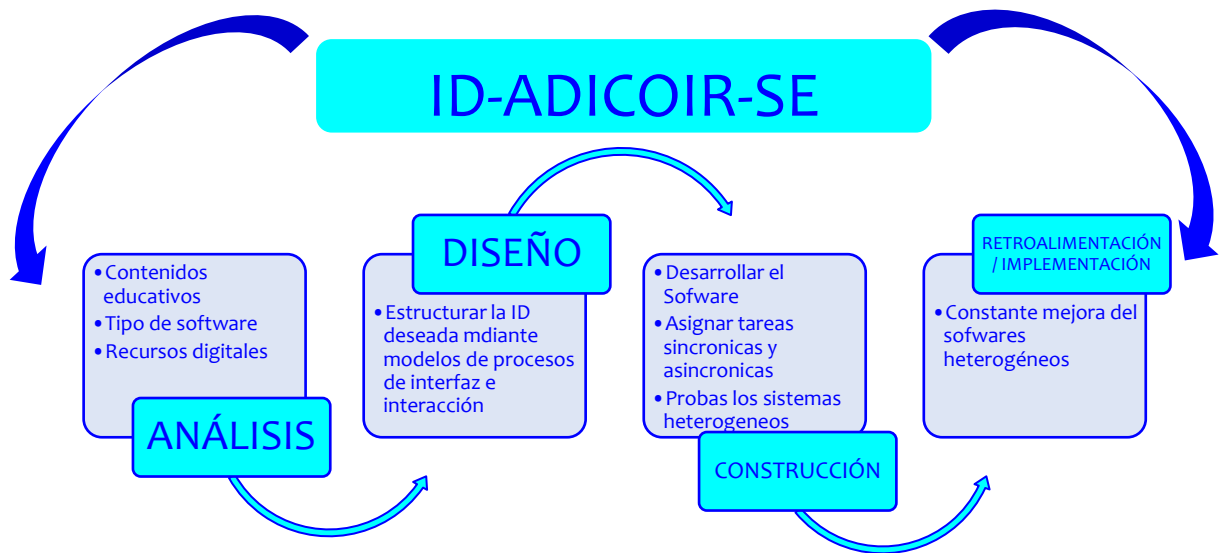 ID-ADICOIR-SE
• Contenidos
educativos
• Tipo de software
• Recursos digitales
ANÁLISIS
DISEÑO
• Estructurar la ID
deseada mdiante
modelos de procesos
de interfaz e
interacción
• Desarrollar el
Sofware
• Asignar tareas
sincronicas y
asincronicas
• Probas los sistemas
heterogeneos
CONSTRUCCIÓN
RETROALIMENTACIÓN
/ IMPLEMENTACIÓN
• Constante mejora del
sofwares
heterogéneos